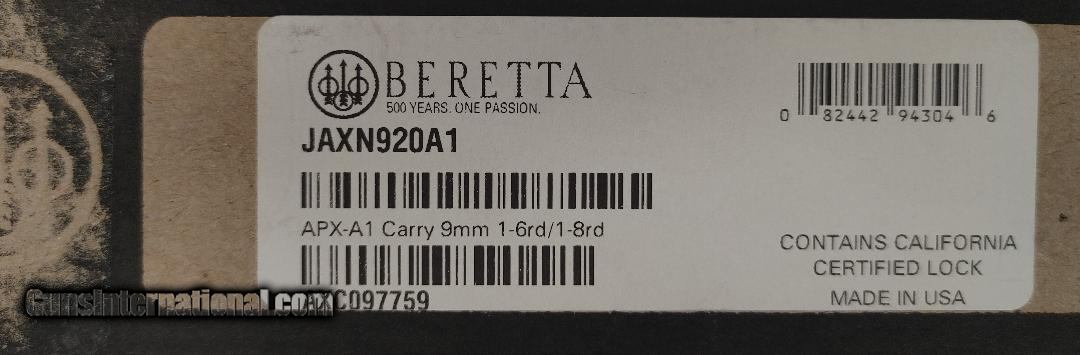 BERETTA
500 YEARS. ONE PASSION.
JAXN920A1
APX-A1 Carry 9mm 1-6rd/1-8rd
AXC097759
0 82442 94304 6
CONTAINS CALIFORNIA
CERTIFIED LOCK
MADE IN USA
GunsInternational.com